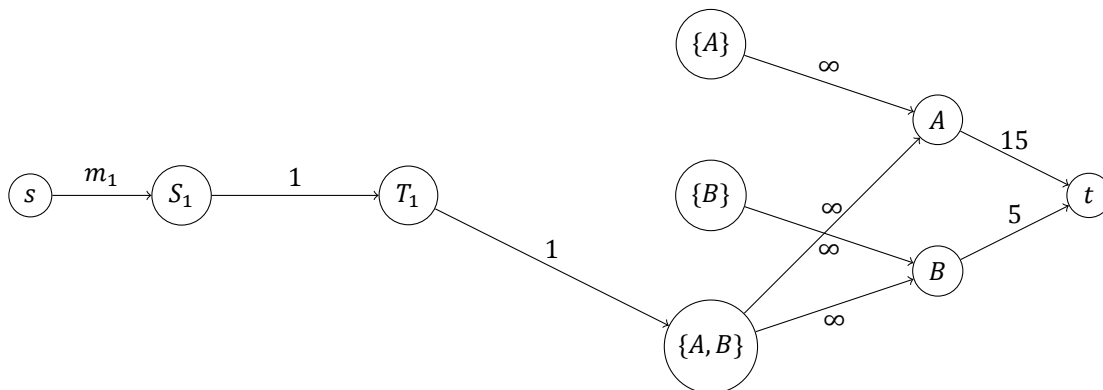 {A}
∞
A
15
s
m₁
S₁
1
T₁
{B}
∞
t
1
∞
5
B
{A, B}
∞